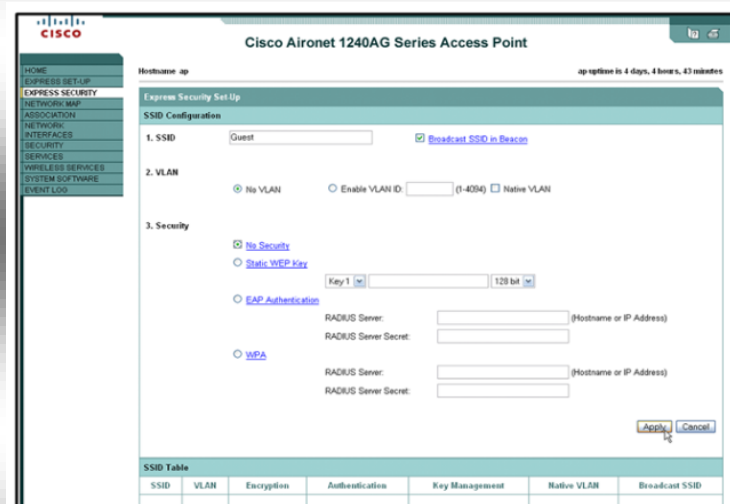 CISCO
Cisco Aironet 1240AG Series Access Point
HOME
EXPRESS SET-UP
EXPRESS SECURITY
NETWORK MAP
ASSOCIATION
NETWORK
INTERFACES
SECURITY
SERVICES
WIRELESS SERVICES
SYSTEM SOFTWARE
EVENT LOG
Hostname ap
ap uptime is 4 days, 4 hours, 43 minutes
Express Security Set-Up
SSID Configuration
1. SSID Guest Broadcast SSID in Beacon
2. VLAN
No VLAN Enable VLAN ID: (1-4094) Native VLAN
3. Security
No Security
Static WEP Key
Key 1 128 bit
EAP Authentication
RADIUS Server: (Hostname or IP Address)
RADIUS Server Secret:
WPA
RADIUS Server: (Hostname or IP Address)
RADIUS Server Secret:
Apply Cancel
SSID Table
SSID VLAN Encryption Authentication Key Management Native VLAN Broadcast SSID